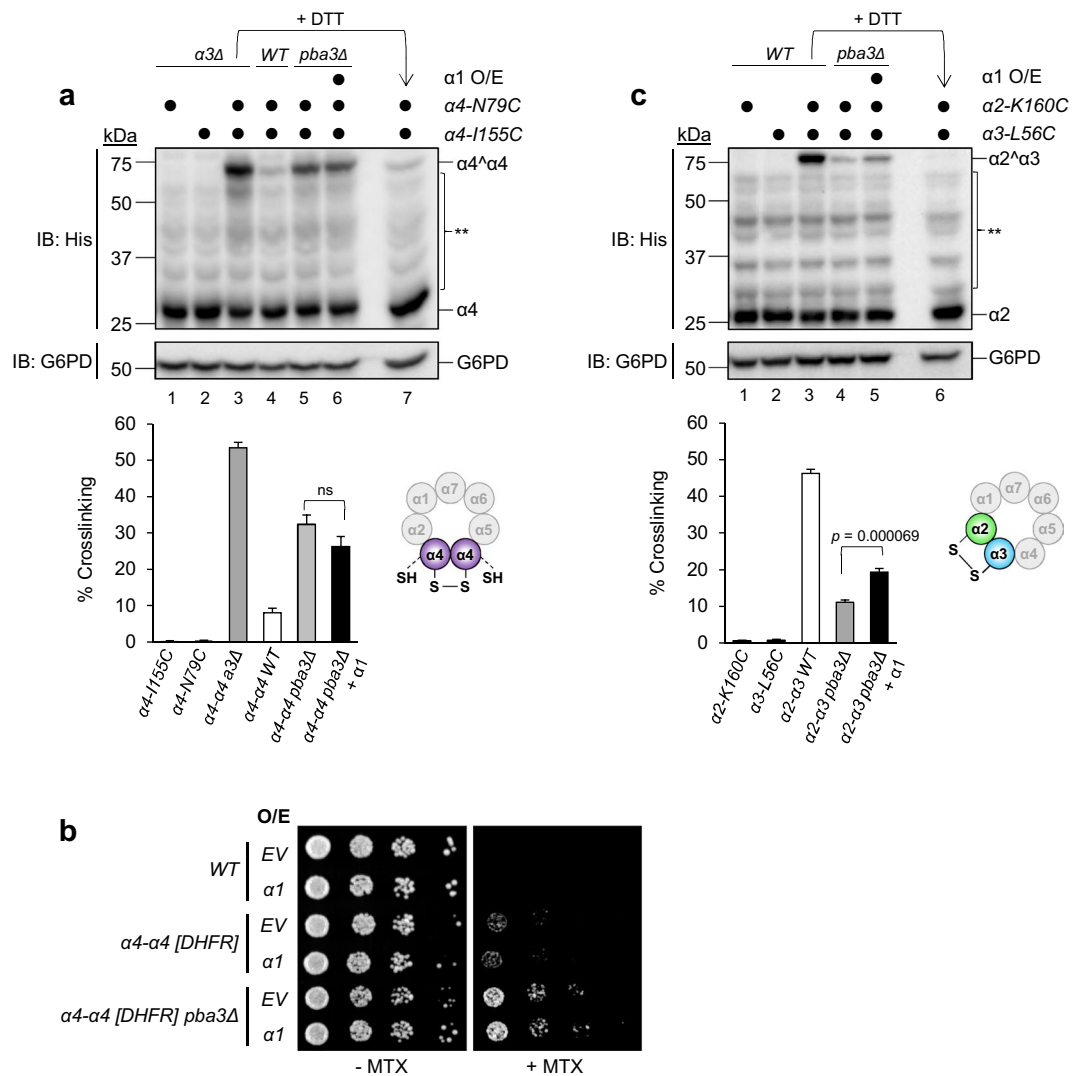 + DTT
α3Δ WT pba3Δ
α1 O/E
a
α4-N79C
α4-I155C
kDa
75
α4^α4
50
**
IB: His
37
α4
25
IB: G6PD
50
G6PD
1 2 3 4 5 6 7
60
50
40
30
20
10
0
% Crosslinking
ns
α4-I155C
α4-N79C
α4-α4 a3Δ
α4-α4 WT
α4-α4 pba3Δ
α4-α4 pba3Δ
+ α1
α7
α1
α6
α2
α5
α4
α4
SH
S
S
SH
+ DTT
WT pba3Δ
α1 O/E
c
α2-K160C
α3-L56C
kDa
75
α2^α3
50
**
IB: His
37
α2
25
IB: G6PD
50
G6PD
1 2 3 4 5 6
60
50
40
30
20
10
0
% Crosslinking
p = 0.000069
α2-K160C
α3-L56C
α2-α3 WT
α2-α3 pba3Δ
α2-α3 pba3Δ
+ α1
α7
α1
α6
α2
α5
α3
α4
S
S
b
O/E
WT
EV
α1
α4-α4 [DHFR]
EV
α1
α4-α4 [DHFR] pba3Δ
EV
α1
- MTX
+ MTX